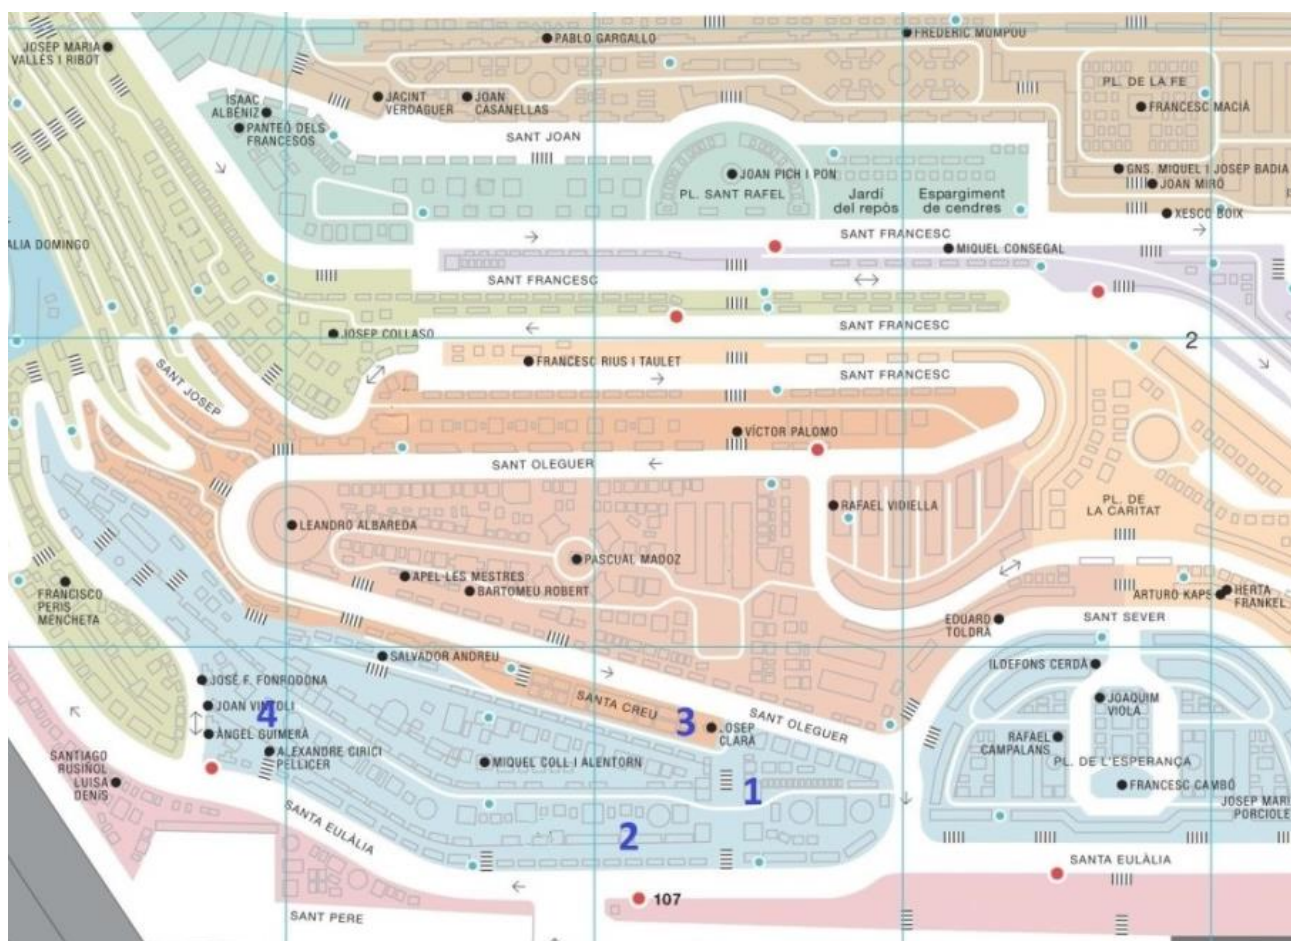 PABLO GARGALLO
FREDERIC MOMPOU
JOSEP MARIA
VALLÈS I RIBOT
PL. DE LA FE
ISAAC
ALBÉNIZ
JACINT
VERDAGUER
JOAN
CASANELLAS
FRANCESC MACIÀ
PANTEÓ DELS
FRANCESOS
SANT JOAN
GNS. MIQUEL I JOSEP BADIA
JOAN PICH I PON
JOAN MIRÓ
PL. SANT RAFEL
Jardí
del repòs
Espargiment
de cendres
XESCO BOIX
SANT FRANCESC
ALIA DOMINGO
MIQUEL CONSEGAL
SANT FRANCESC
SANT FRANCESC
JOSEP COLLASO
2
FRANCESC RIUS I TAULET
SANT FRANCESC
SANT JOSEP
VÍCTOR PALOMO
SANT OLEGUER
LEANDRO ALBAREDA
RAFAEL VIDIELLA
PL. DE
LA CARITAT
PASCUAL MADOZ
APEL·LES MESTRES
BARTOMEU ROBERT
FRANCISCO
PERIS
MENCHETA
ARTURO KAPS
HERTA
FRANKEL
EDUARD
TOLDRÀ
SANT SEVER
SALVADOR ANDREU
ILDEFONS CERDÀ
JOSÉ F. FONRODONA
JOAN VINYOLI
4
SANTA CREU
3
JOSEP
CLARÀ
SANT OLEGUER
JOAQUIM
VIOLA
ÀNGEL GUIMERÀ
ALEXANDRE CIRICI
PELLICER
RAFAEL
CAMPALANS
SANTIAGO
RUSIÑOL
LUISA
DENÍS
MIQUEL COLL I ALENTORN
PL. DE L'ESPERANÇA
1
FRANCESC CAMBÓ
JOSEP MARI
PORCIOLE
SANTA EULÀLIA
2
SANTA EULÀLIA
107
SANT PERE